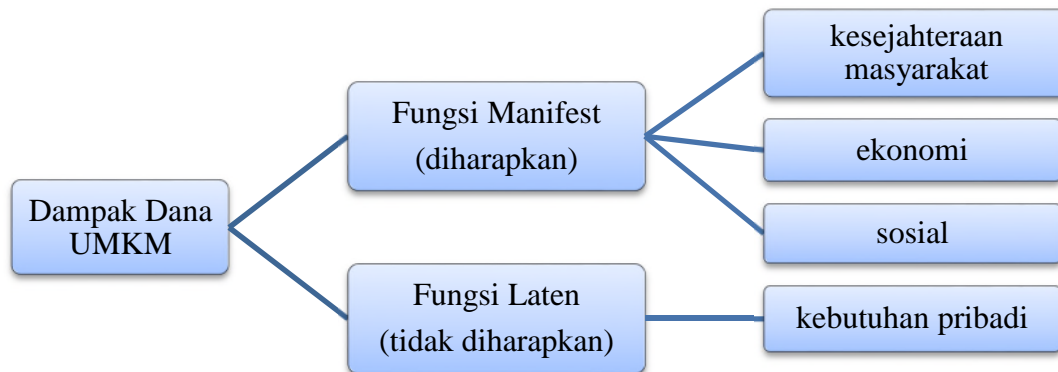 Dampak Dana
UMKM
Fungsi Manifest
(diharapkan)
kesejahteraan
masyarakat
ekonomi
sosial
Fungsi Laten
(tidak diharapkan)
kebutuhan pribadi